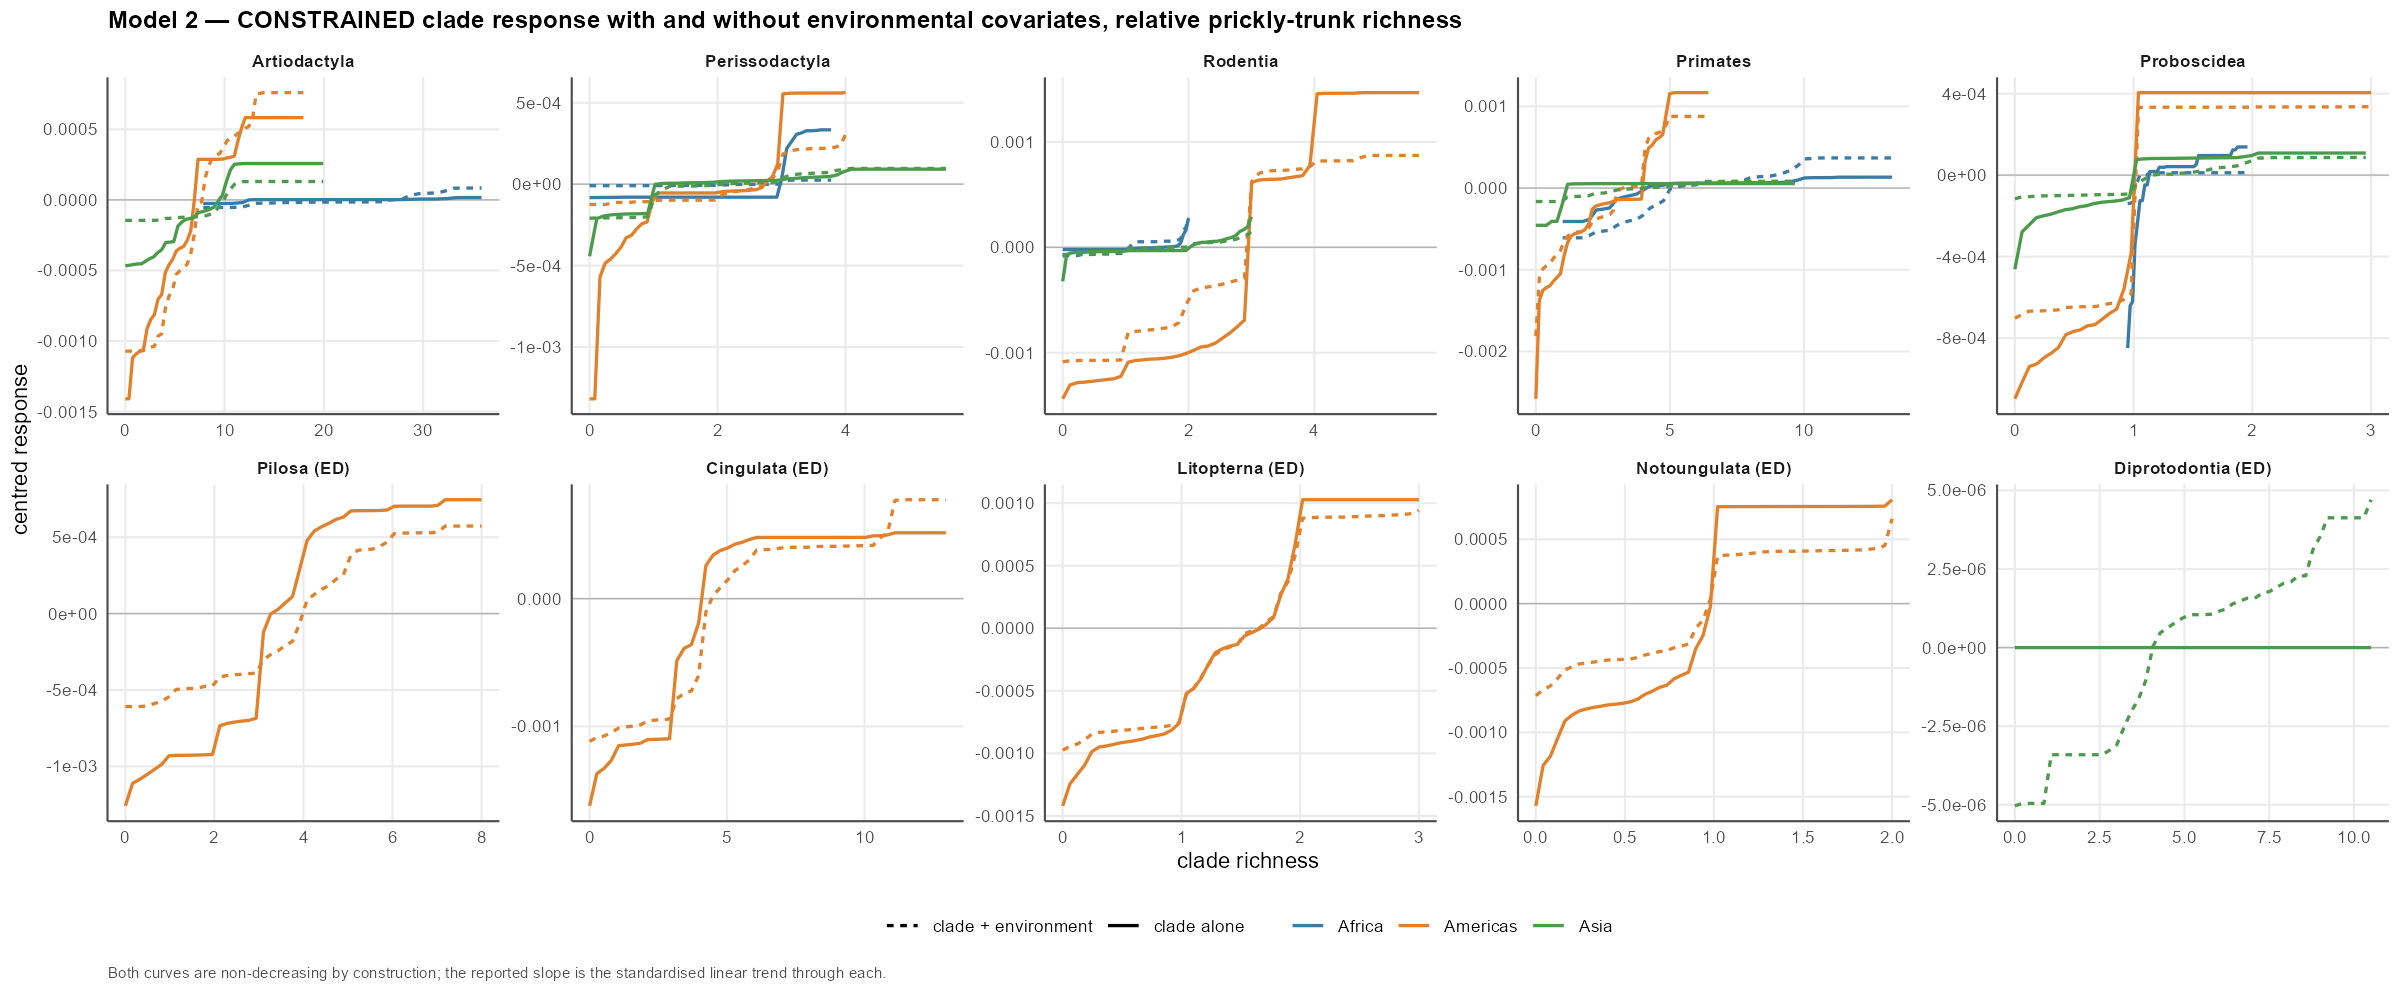 Model 2 — CONSTRAINED clade response with and without environmental covariates, relative prickly-trunk richness
Artiodactyla
Perissodactyla
Rodentia
Primates
Proboscidea
0.0005
0.0000
-0.0005
-0.0010
-0.0015
0 10 20 30
5e-04
0e+00
-5e-04
-1e-03
0 2 4
0.001
0.000
-0.001
0 2 4
0.001
0.000
-0.001
-0.002
0 5 10
4e-04
0e+00
-4e-04
-8e-04
0 1 2 3
centred response
Pilosa (ED)
Cingulata (ED)
Litopterna (ED)
Notoungulata (ED)
Diprotodontia (ED)
5e-04
0e+00
-5e-04
-1e-03
0 2 4 6 8
0.000
-0.001
0 5 10
0.0010
0.0005
0.0000
-0.0005
-0.0010
-0.0015
0 1 2 3
0.0005
0.0000
-0.0005
-0.0010
-0.0015
0.0 0.5 1.0 1.5 2.0
5.0e-06
2.5e-06
0.0e+00
-2.5e-06
-5.0e-06
0.0 2.5 5.0 7.5 10.0
clade richness
clade + environment clade alone Africa Americas Asia
Both curves are non-decreasing by construction; the reported slope is the standardised linear trend through each.